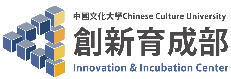 中國文化大學Chinese Culture University
創新育成部
Innovation & Incubation Center